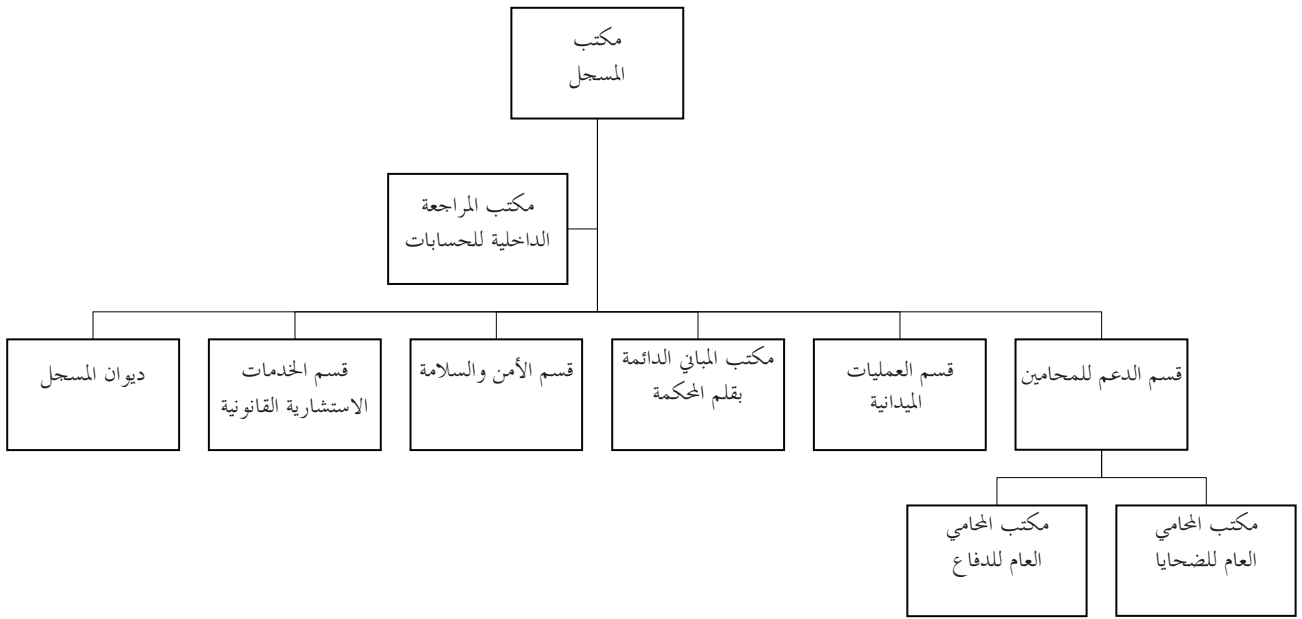 مكتب
المسجل
مكتب المراجعة
الداخلية للحسابات
قسم الدعم للمحامين
قسم العمليات
الميدانية
مكتب المباني الدائمة
بقلم المحكمة
قسم الأمن والسلامة
قسم الخدمات
الاستشارية القانونية
ديوان المسجل
مكتب المحامي
العام للضحايا
مكتب المحامي
العام للدفاع